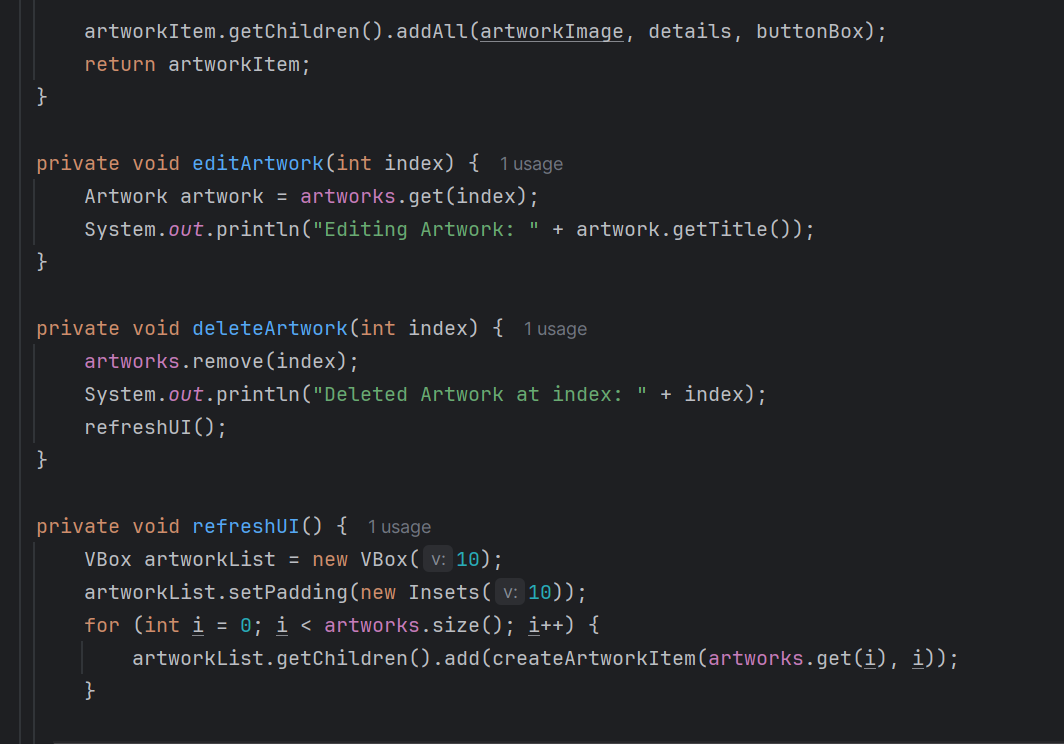 artworkItem.getChildren().addAll(artworkImage, details, buttonBox);
return artworkItem;
}
private void editArtwork(int index) { 1 usage
Artwork artwork = artworks.get(index);
System.out.println("Editing Artwork: " + artwork.getTitle());
}
private void deleteArtwork(int index) { 1 usage
artworks.remove(index);
System.out.println("Deleted Artwork at index: " + index);
refreshUI();
}
private void refreshUI() { 1 usage
VBox artworkList = new VBox( v: 10);
artworkList.setPadding(new Insets( v: 10));
for (int i = 0; i < artworks.size(); i++) {
artworkList.getChildren().add(createArtworkItem(artworks.get(i), i));
}